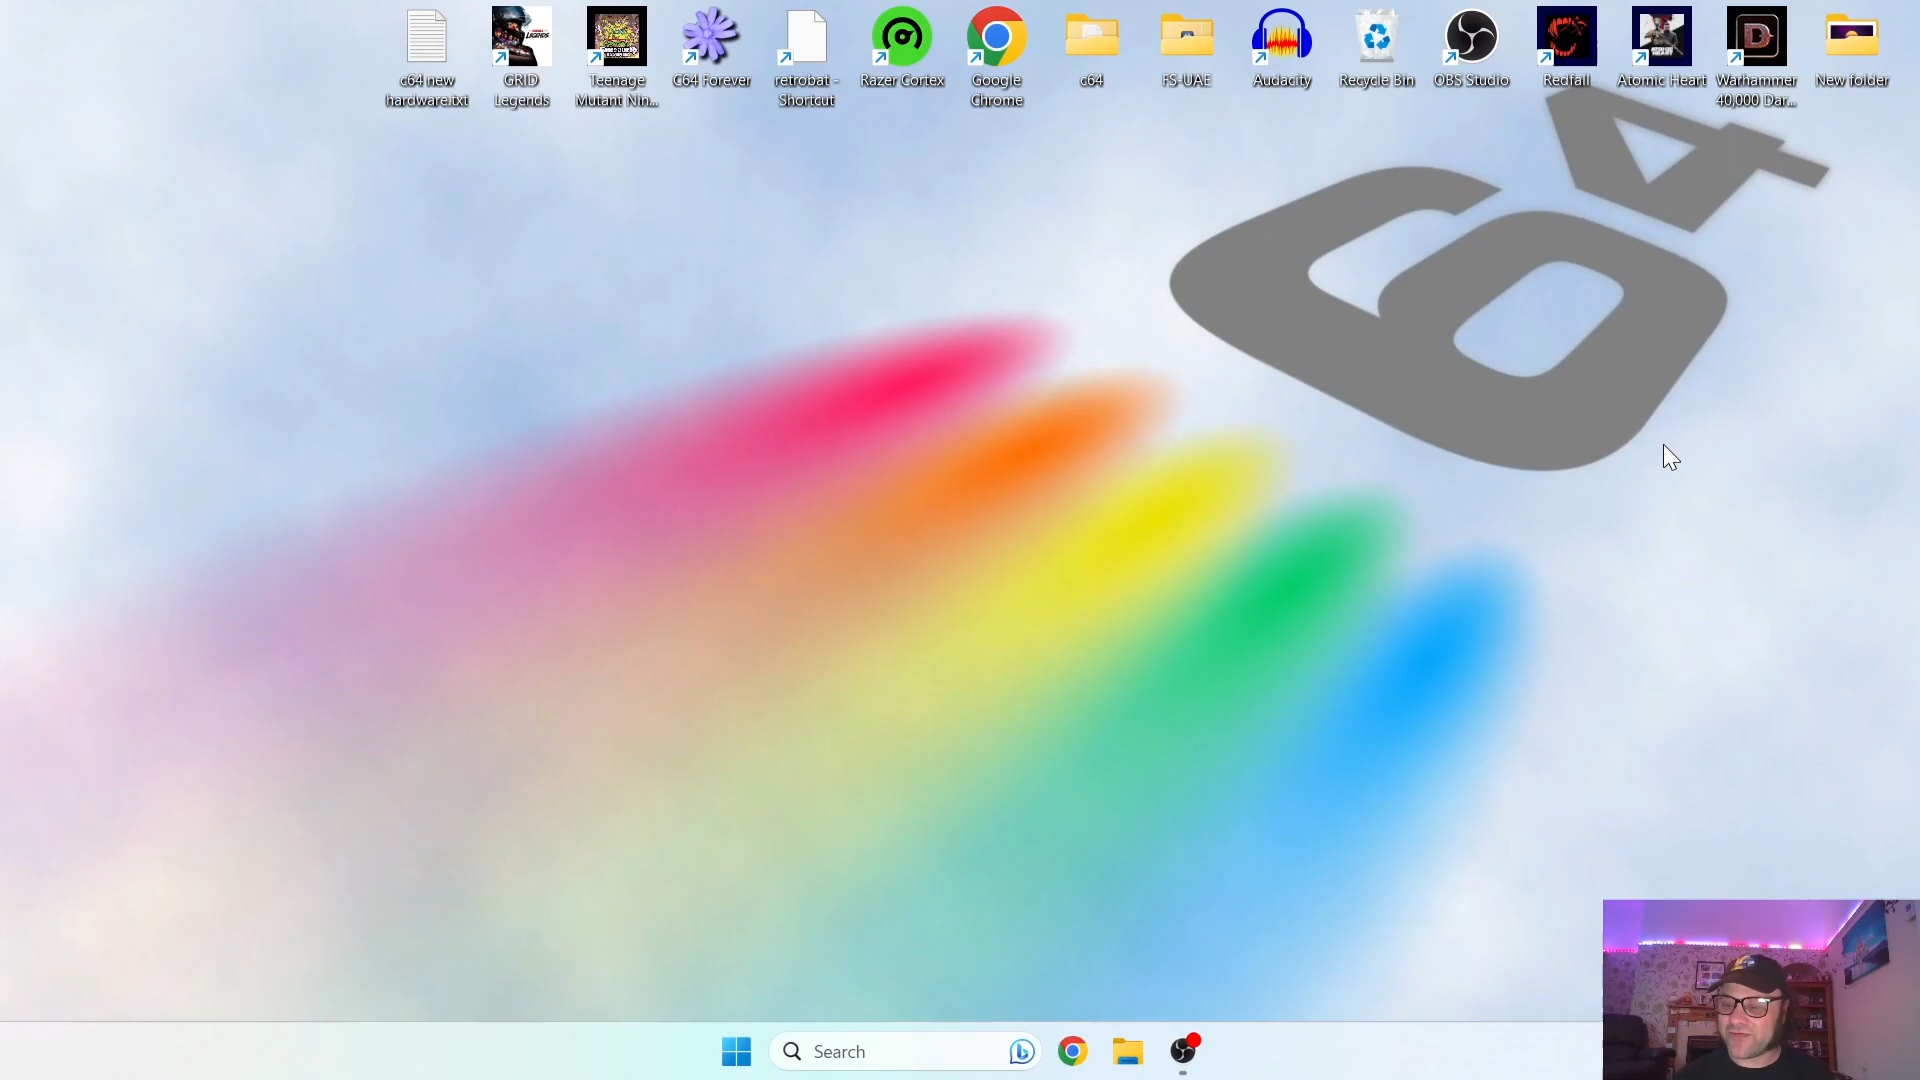 c64 new
hardware.txt
GRID
Legends
Teenage
Mutant Nin...
C64 Forever
retrobat -
Shortcut
Razer Cortex
Google
Chrome
c64
FS-UAE
Audacity
Recycle Bin
OBS Studio
Redfall
Atomic Heart
Warhammer
40,000 Dar...
New folder
LEGENDS
D
64
Search